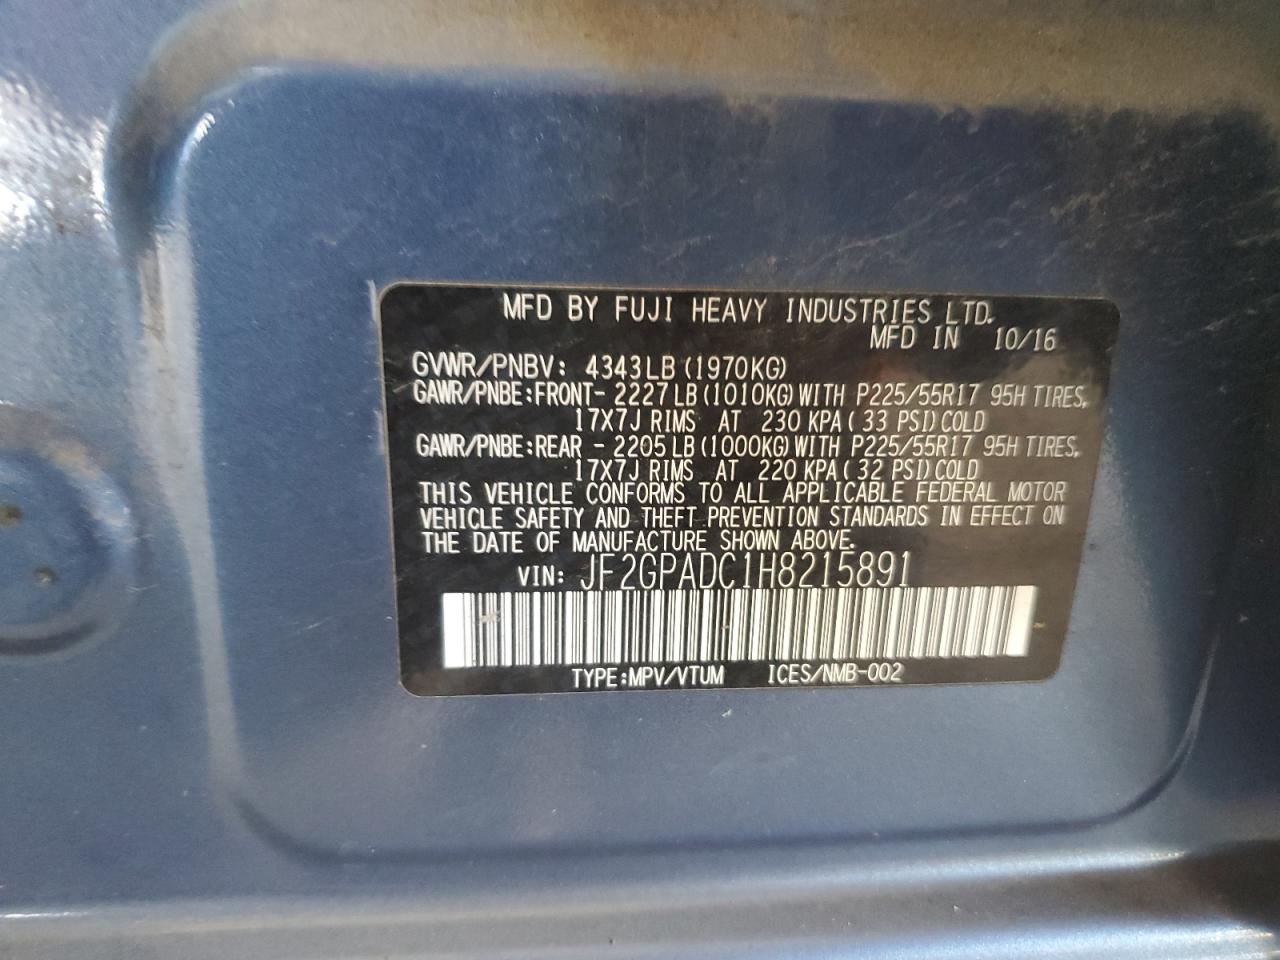 MFD BY FUJI HEAVY INDUSTRIES LTD.
MFD IN 10/16
GVWR/PNBV: 4343LB (1970KG)
GAWR/PNBE:FRONT- 2227 LB (1010KG) WITH P225/55R17 95H TIRES,
17X7J RIMS AT 230 KPA ( 33 PSI) COLD
GAWR/PNBE:REAR - 2205 LB (1000KG) WITH P225/55R17 95H TIRES,
17X7J RIMS AT 220 KPA ( 32 PSI) COLD
THIS VEHICLE CONFORMS TO ALL APPLICABLE FEDERAL MOTOR
VEHICLE SAFETY AND THEFT PREVENTION STANDARDS IN EFFECT ON
THE DATE OF MANUFACTURE SHOWN ABOVE.
VIN: JF2GPADC1H8215891
TYPE:MPV/VTUM ICES/NMB-002